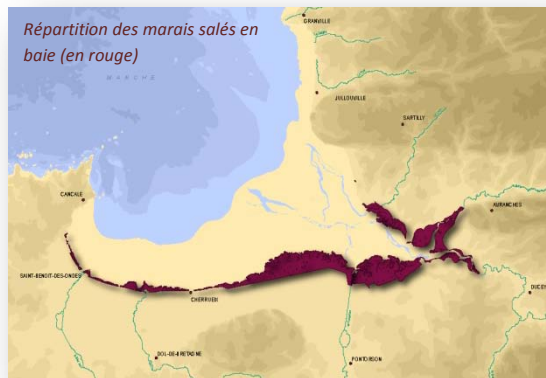 Répartition des marais salés en
baie (en rouge)
GRANVILLE
MANCHE
JULLOUVILLE
SARTILLY
CANCALE
AVRANCHES
SAINT-BENOIT-DES-ONDES
CHERRUEIX
DUCEY
DOL-DE-BRETAGNE
PONTORSON